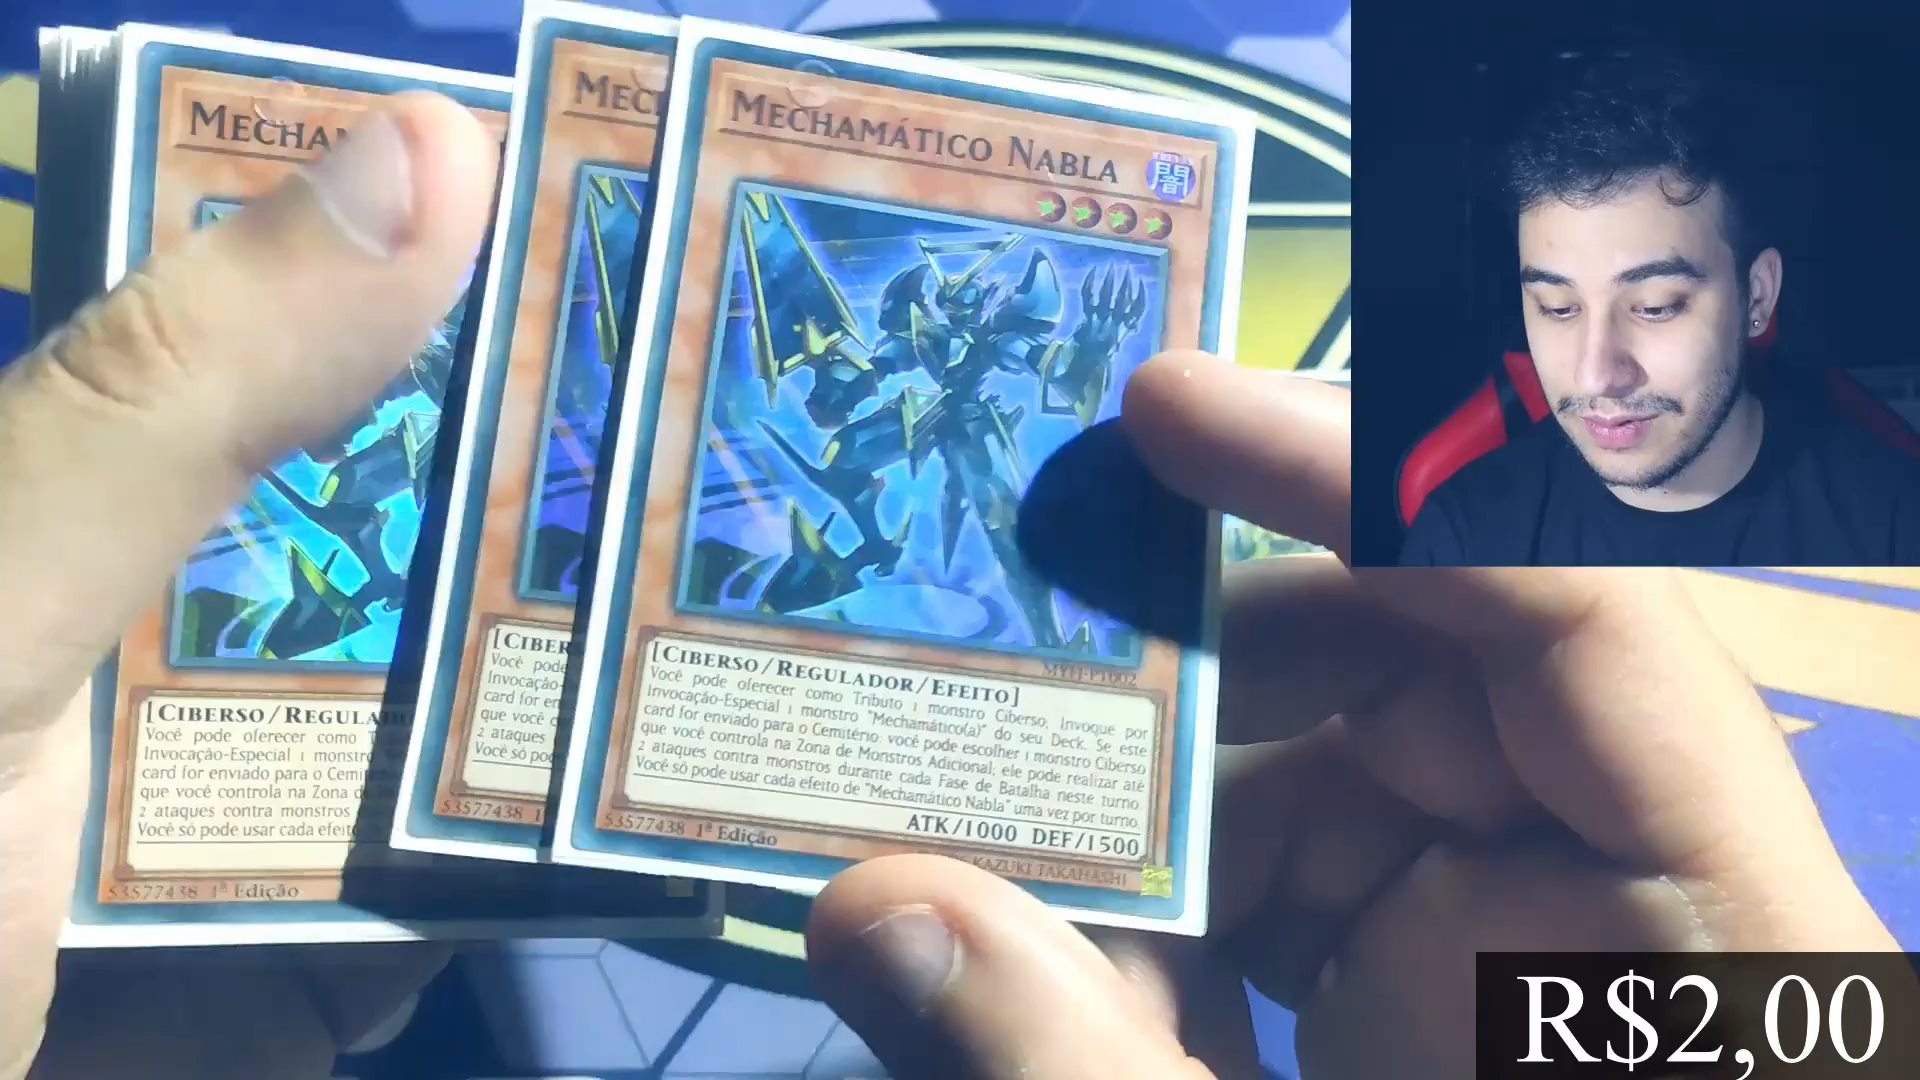 MECHAM
[CIBERSO/REGULA
Você pode oferecer como
Invocação-Especial 1 monstro
card for enviado para o Cemi
que você controla na Zona d
2 ataques contra monstros
Você só pode usar cada efeit
53577438 1ª Edição
MEC
[CIBER
Você pode
Invocação-
card for en
que você c
2 ataques
Você só po
53577438 1
MECHAMÁTICO NABLA
闇
MYFI-PT002
[CIBERSO/REGULADOR/EFEITO]
Você pode oferecer como Tributo 1 monstro Ciberso; Invoque por
Invocação-Especial 1 monstro "Mechamático(a)" do seu Deck. Se este
card for enviado para o Cemitério: você pode escolher 1 monstro Ciberso
que você controla na Zona de Monstros Adicional; ele pode realizar até
2 ataques contra monstros durante cada Fase de Batalha neste turno.
Você só pode usar cada efeito de "Mechamático Nabla" uma vez por turno.
ATK/1000 DEF/1500
53577438 1ª Edição
KAZUKI TAKAHASHI
R$2,00